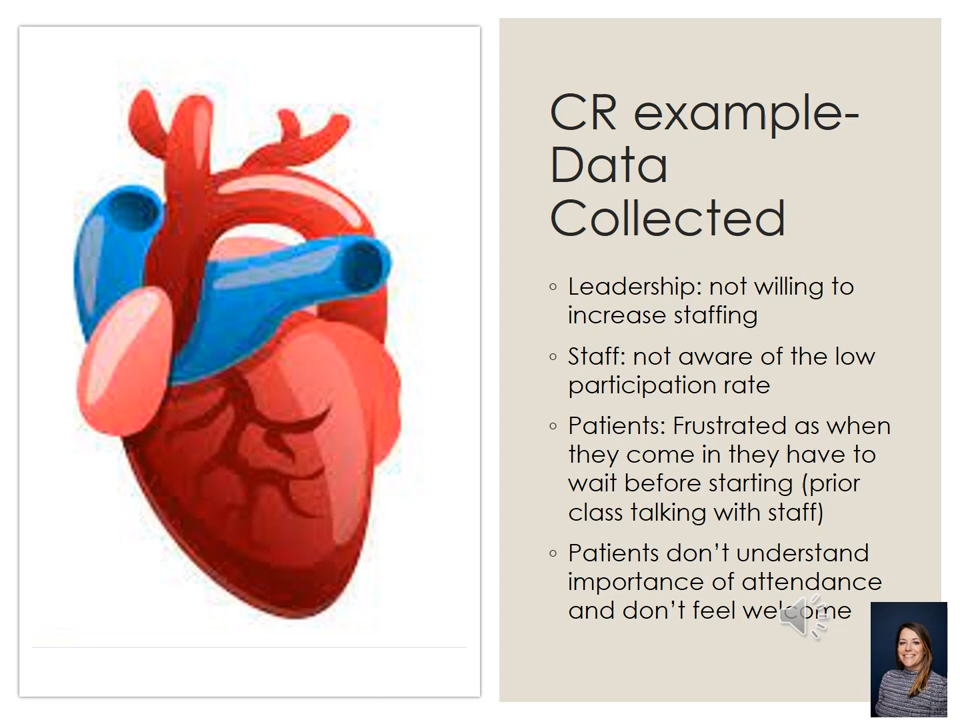 CR example-
Data
Collected
◦ Leadership: not willing to
increase staffing
◦ Staff: not aware of the low
participation rate
◦ Patients: Frustrated as when
they come in they have to
wait before starting (prior
class talking with staff)
◦ Patients don’t understand
importance of attendance
and don’t feel welcome